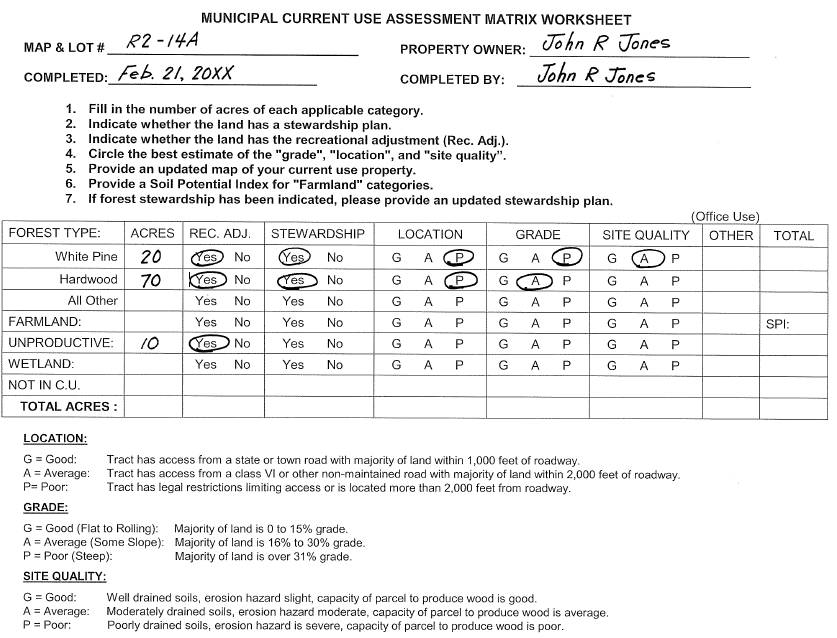 MUNICIPAL CURRENT USE ASSESSMENT MATRIX WORKSHEET
MAP & LOT # R2-14A PROPERTY OWNER: John R Jones
COMPLETED: Feb. 21, 20XX COMPLETED BY: John R Jones
1. Fill in the number of acres of each applicable category.
2. Indicate whether the land has a stewardship plan.
3. Indicate whether the land has the recreational adjustment (Rec. Adj.).
4. Circle the best estimate of the "grade", "location", and "site quality".
5. Provide an updated map of your current use property.
6. Provide a Soil Potential Index for "Farmland" categories.
7. If forest stewardship has been indicated, please provide an updated stewardship plan.
(Office Use)
FOREST TYPE: ACRES REC. ADJ. STEWARDSHIP LOCATION GRADE SITE QUALITY OTHER TOTAL
White Pine 20 Yes No Yes No G A P G A P G A P
Hardwood 70 Yes No Yes No G A P G A P G A P
All Other Yes No Yes No G A P G A P G A P
FARMLAND: Yes No Yes No G A P G A P G A P SPI:
UNPRODUCTIVE: 10 Yes No Yes No G A P G A P G A P
WETLAND: Yes No Yes No G A P G A P G A P
NOT IN C.U.
TOTAL ACRES :
LOCATION:
G = Good: Tract has access from a state or town road with majority of land within 1,000 feet of roadway.
A = Average: Tract has access from a class VI or other non-maintained road with majority of land within 2,000 feet of roadway.
P= Poor: Tract has legal restrictions limiting access or is located more than 2,000 feet from roadway.
GRADE:
G = Good (Flat to Rolling): Majority of land is 0 to 15% grade.
A = Average (Some Slope): Majority of land is 16% to 30% grade.
P = Poor (Steep): Majority of land is over 31% grade.
SITE QUALITY:
G = Good: Well drained soils, erosion hazard slight, capacity of parcel to produce wood is good.
A = Average: Moderately drained soils, erosion hazard moderate, capacity of parcel to produce wood is average.
P = Poor: Poorly drained soils, erosion hazard is severe, capacity of parcel to produce wood is poor.